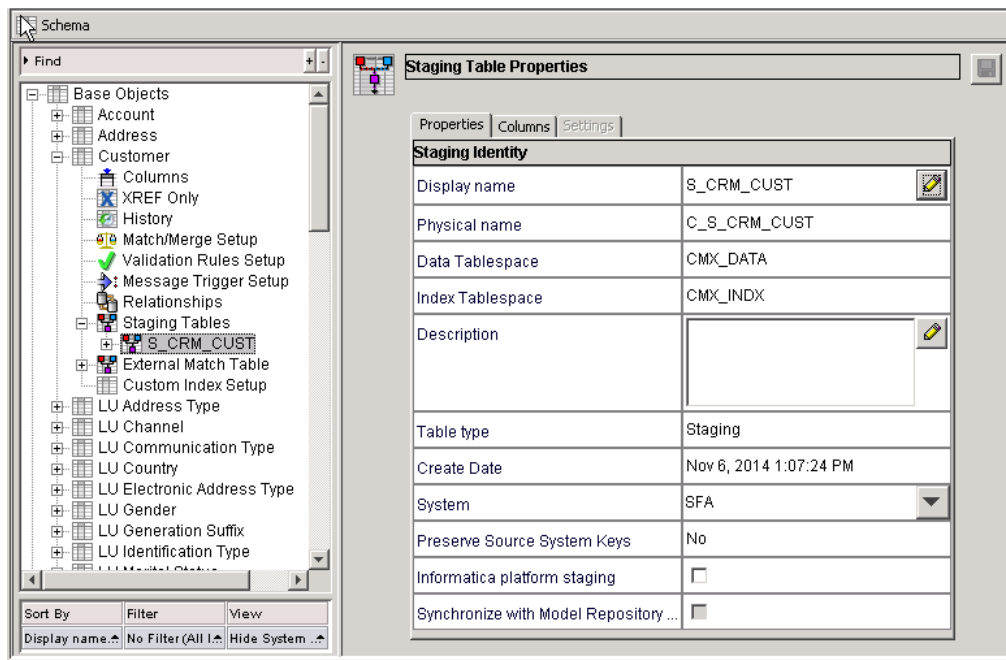 Schema
Find
+ -
Base Objects
Account
Address
Customer
Columns
XREF Only
History
Match/Merge Setup
Validation Rules Setup
Message Trigger Setup
Relationships
Staging Tables
S_CRM_CUST
External Match Table
Custom Index Setup
LU Address Type
LU Channel
LU Communication Type
LU Country
LU Electronic Address Type
LU Gender
LU Generation Suffix
LU Identification Type
Sort By Filter View
Display name... No Filter (All I... Hide System ...
Staging Table Properties
Properties Columns Settings
Staging Identity
Display name S_CRM_CUST
Physical name C_S_CRM_CUST
Data Tablespace CMX_DATA
Index Tablespace CMX_INDX
Description
Table type Staging
Create Date Nov 6, 2014 1:07:24 PM
System SFA
Preserve Source System Keys No
Informatica platform staging
Synchronize with Model Repository ...